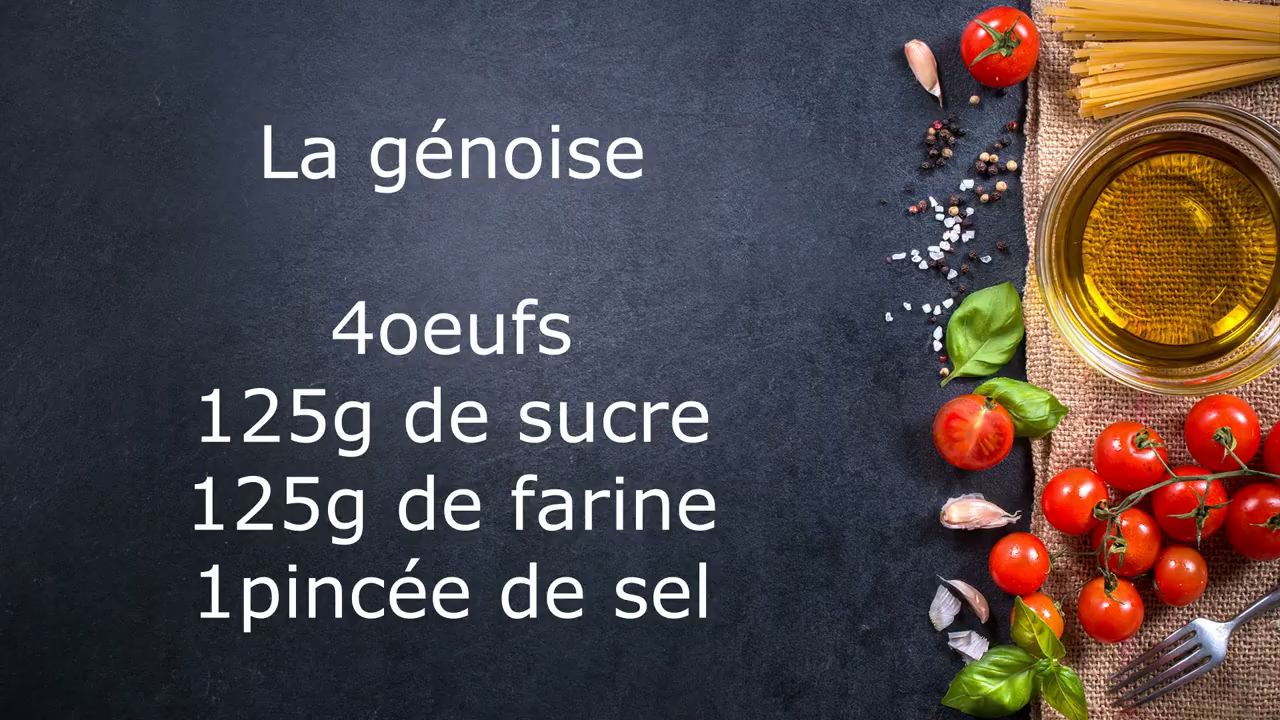 La génoise
4oeufs
125g de sucre
125g de farine
1pincée de sel